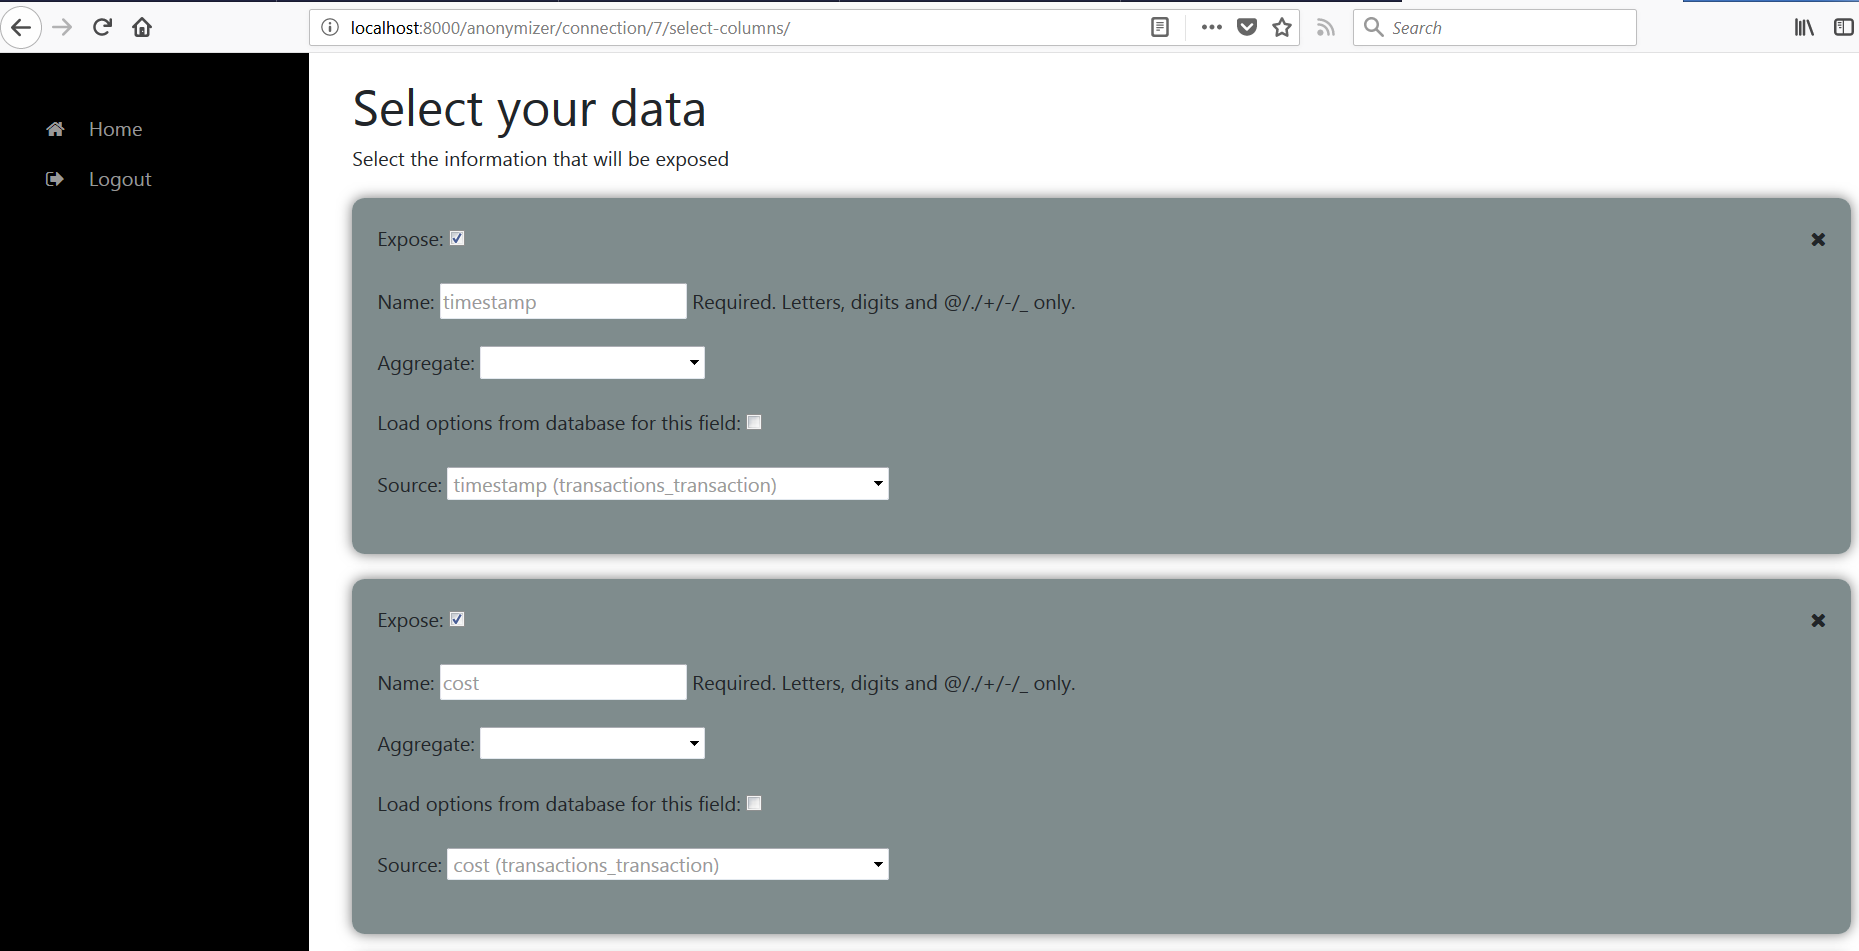 localhost:8000/anonymizer/connection/7/select-columns/
Search
Home
Logout
Select your data
Select the information that will be exposed
Expose:
Name: timestamp Required. Letters, digits and @/./+/-/_ only.
Aggregate:
Load options from database for this field:
Source: timestamp (transactions_transaction)
Expose:
Name: cost Required. Letters, digits and @/./+/-/_ only.
Aggregate:
Load options from database for this field:
Source: cost (transactions_transaction)